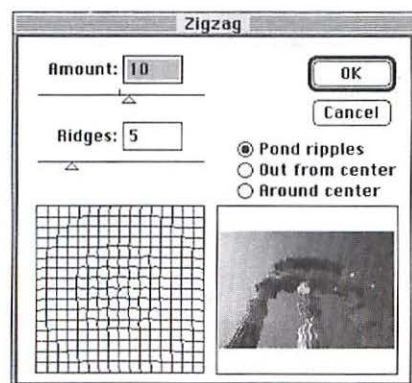 Zigzag
Amount: 10
OK
Cancel
Ridges: 5
Pond ripples
Out from center
Around center